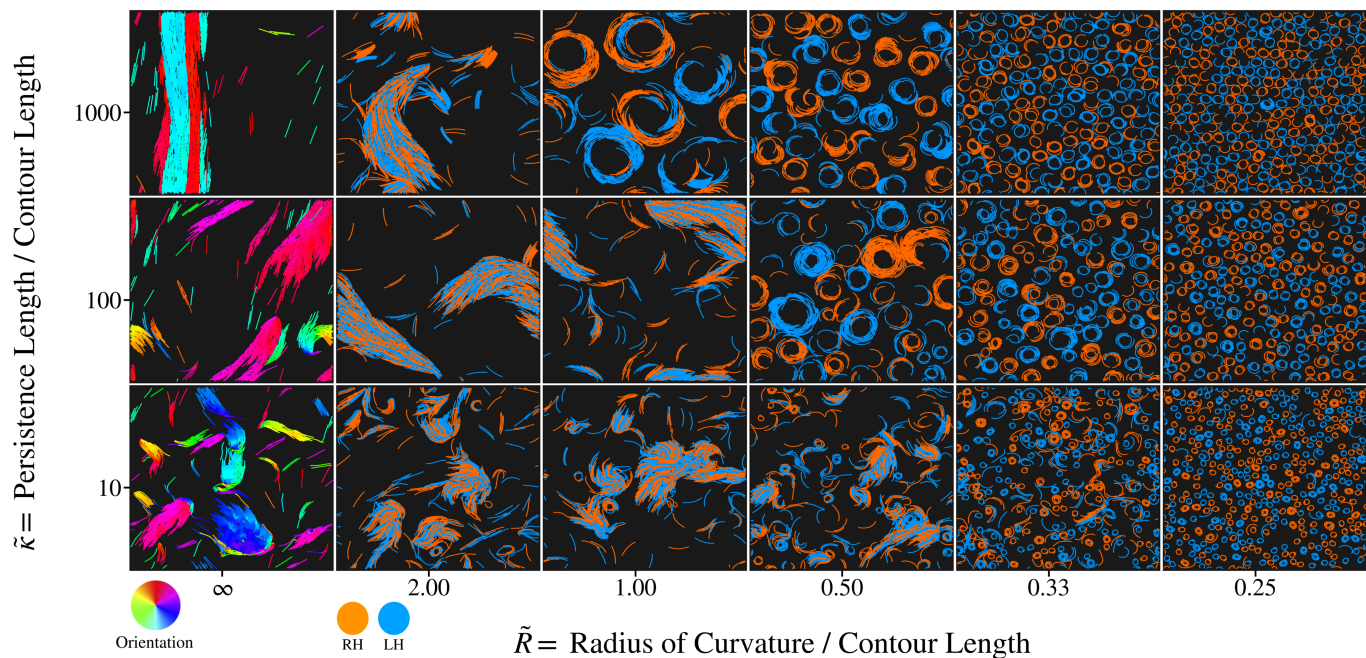 κ̃ = Persistence Length / Contour Length
1000
100
10
∞
2.00
1.00
0.50
0.33
0.25
Orientation
RH
LH
R̃ = Radius of Curvature / Contour Length